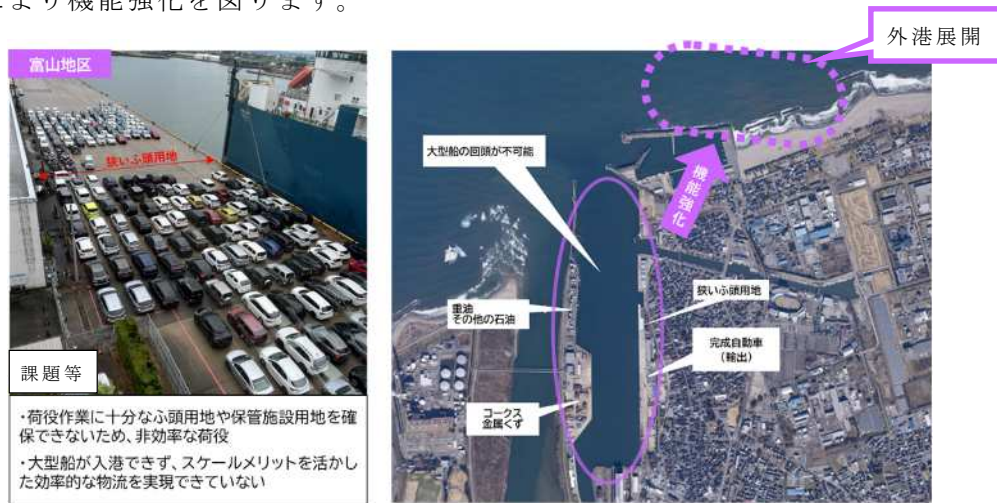 より機能強化を図ります。
外港展開
富山地区
狭いふ頭用地
課題等
・荷役作業に十分なふ頭用地や保管施設用地を確
保できないため、非効率な荷役
・大型船が入港できず、スケールメリットを活かし
た効率的な物流を実現できていない
大型船の回頭が不可能
機能強化
重油
その他の石油
狭いふ頭用地
完成自動車
（輸出）
コークス
金属くず